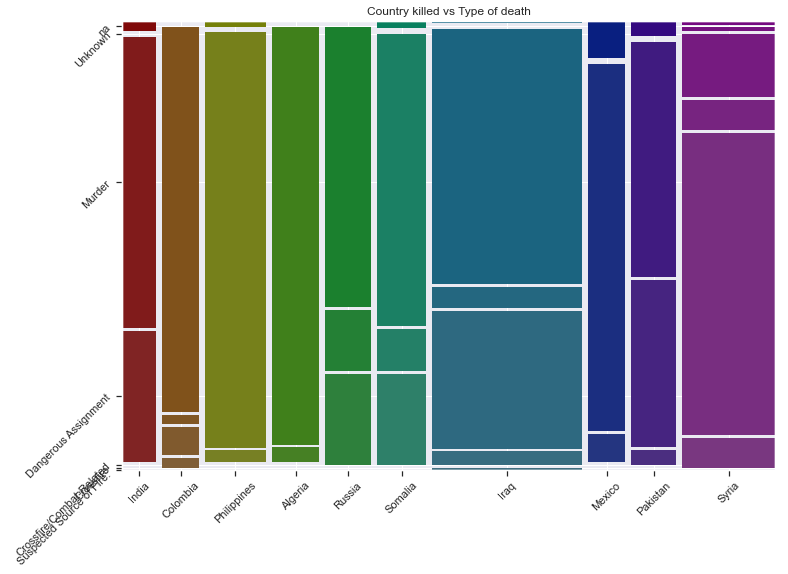 Country killed vs Type of death
na
Unknown
Murder
Dangerous Assignment
Crossfire/Combat-Related
Suspected Source of Fire:
India
Colombia
Philippines
Algeria
Russia
Somalia
Iraq
Mexico
Pakistan
Syria